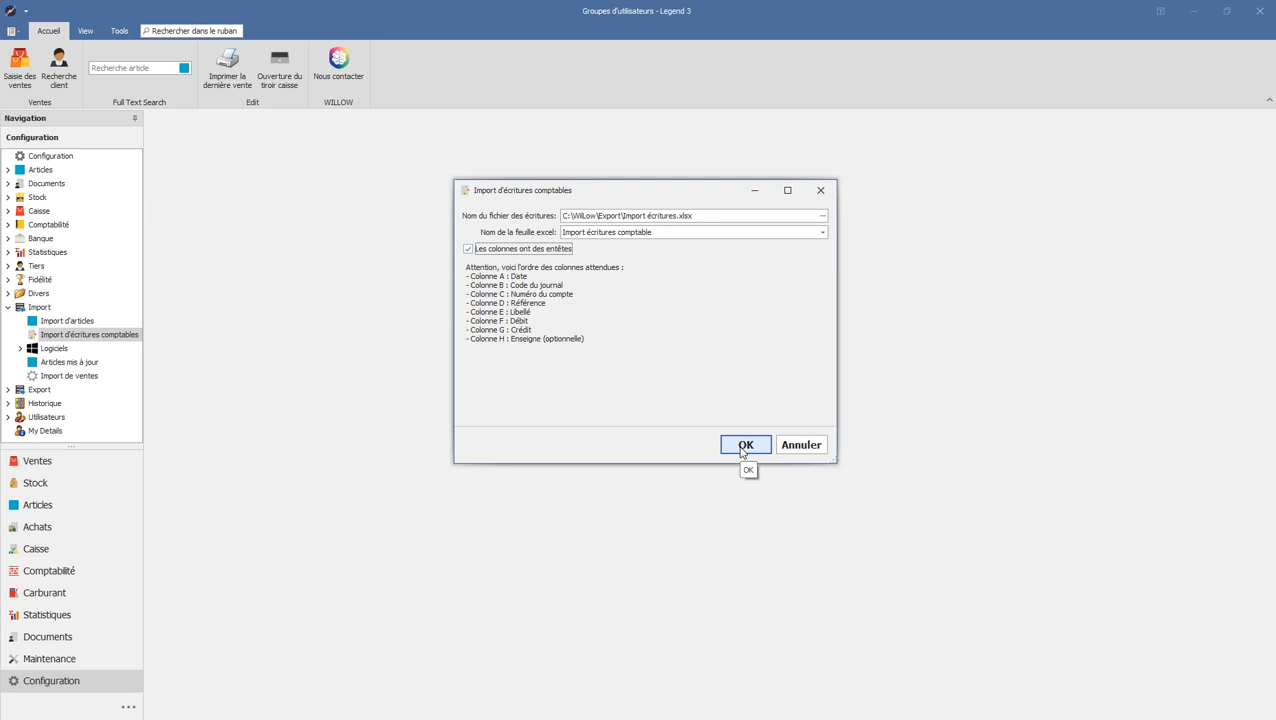 Groupes d'utilisateurs - Legend 3
Accueil View Tools Rechercher dans le ruban
Saisie des ventes
Recherche client
Recherche article
Imprimer la dernière vente
Ouverture du tiroir caisse
Nous contacter
Ventes Full Text Search Edit WILLOW
Navigation
Configuration
Configuration
Articles
Documents
Stock
Caisse
Comptabilité
Banque
Statistiques
Tiers
Fidélité
Divers
Import
Import d'articles
Import d'écritures comptables
Logiciels
Articles mis à jour
Import de ventes
Export
Historique
Utilisateurs
My Details
Ventes
Stock
Articles
Achats
Caisse
Comptabilité
Carburant
Statistiques
Documents
Maintenance
Configuration
Import d'écritures comptables
Nom du fichier des écritures: C:\WilLow\Export\Import écritures.xlsx
Nom de la feuille excel: Import écritures comptable
Les colonnes ont des entêtes
Attention, voici l'ordre des colonnes attendues :
- Colonne A : Date
- Colonne B : Code du journal
- Colonne C : Numéro du compte
- Colonne D : Référence
- Colonne E : Libellé
- Colonne F : Débit
- Colonne G : Crédit
- Colonne H : Enseigne (optionnelle)
OK Annuler
OK